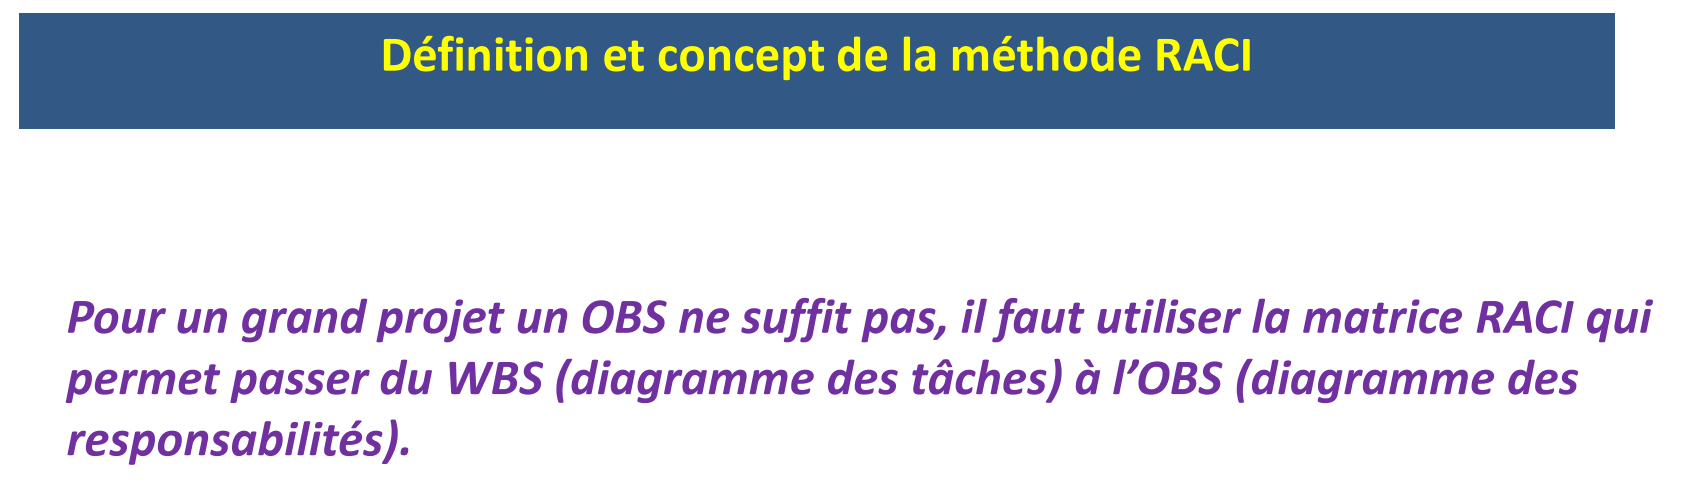 Définition et concept de la méthode RACI
Pour un grand projet un OBS ne suffit pas, il faut utiliser la matrice RACI qui
permet passer du WBS (diagramme des tâches) à l’OBS (diagramme des
responsabilités).